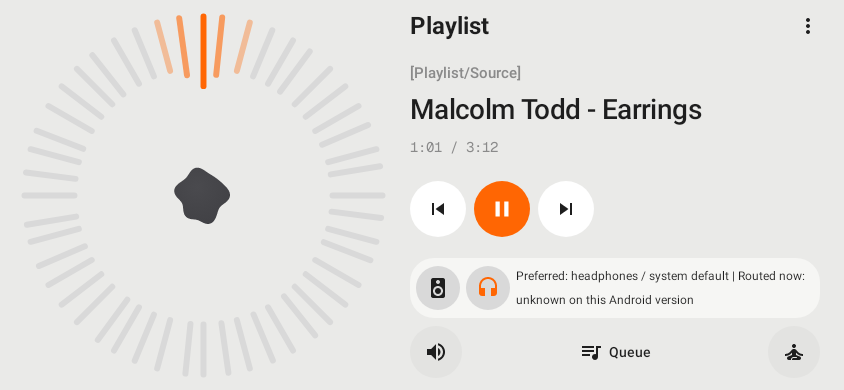 Playlist
[Playlist/Source]
Malcolm Todd - Earrings
1:01 / 3:12
Preferred: headphones / system default | Routed now:
unknown on this Android version
Queue